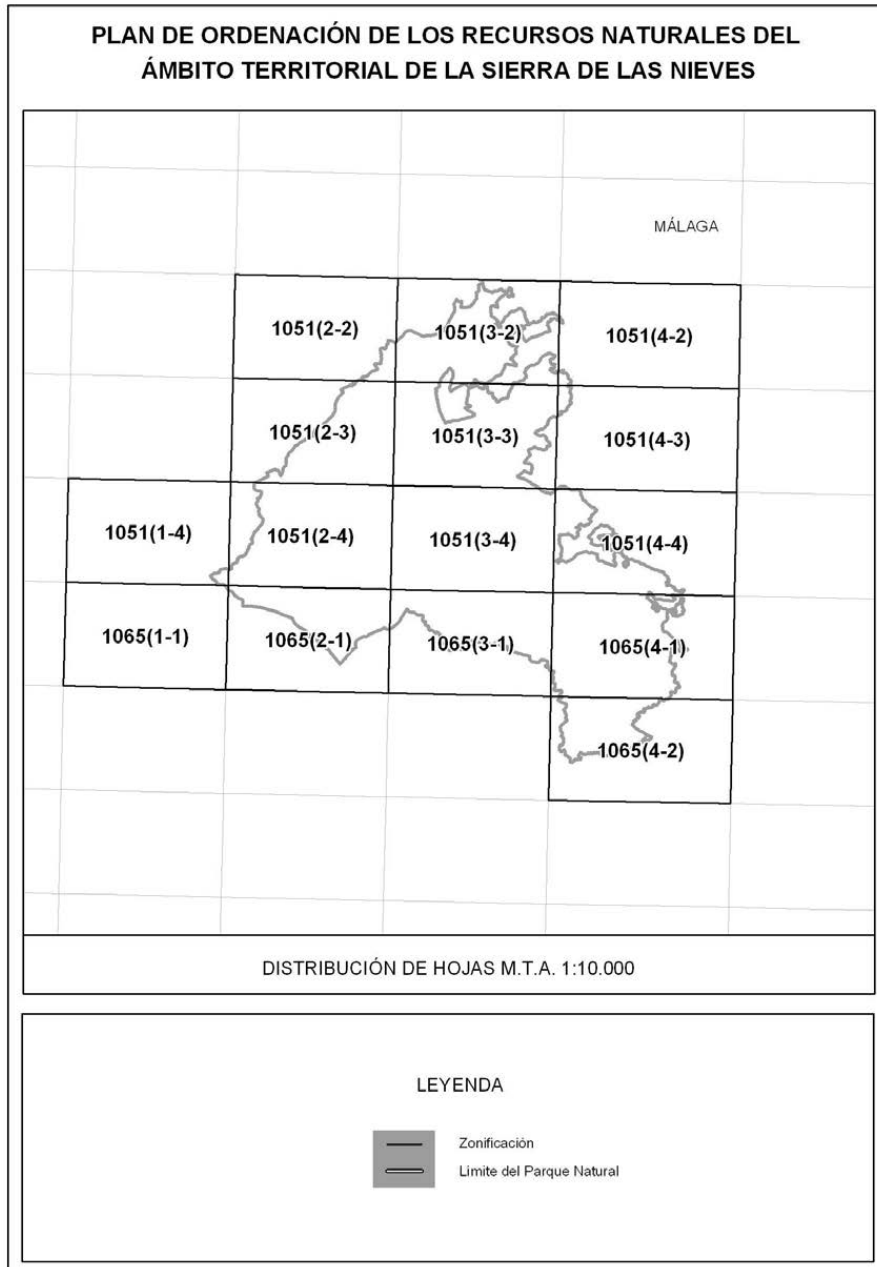 PLAN DE ORDENACIÓN DE LOS RECURSOS NATURALES DEL
ÁMBITO TERRITORIAL DE LA SIERRA DE LAS NIEVES
MÁLAGA
1051(2-2)
1051(3-2)
1051(4-2)
1051(2-3)
1051(3-3)
1051(4-3)
1051(1-4)
1051(2-4)
1051(3-4)
1051(4-4)
1065(1-1)
1065(2-1)
1065(3-1)
1065(4-1)
1065(4-2)
DISTRIBUCIÓN DE HOJAS M.T.A. 1:10.000
LEYENDA
Zonificación
Limite del Parque Natural